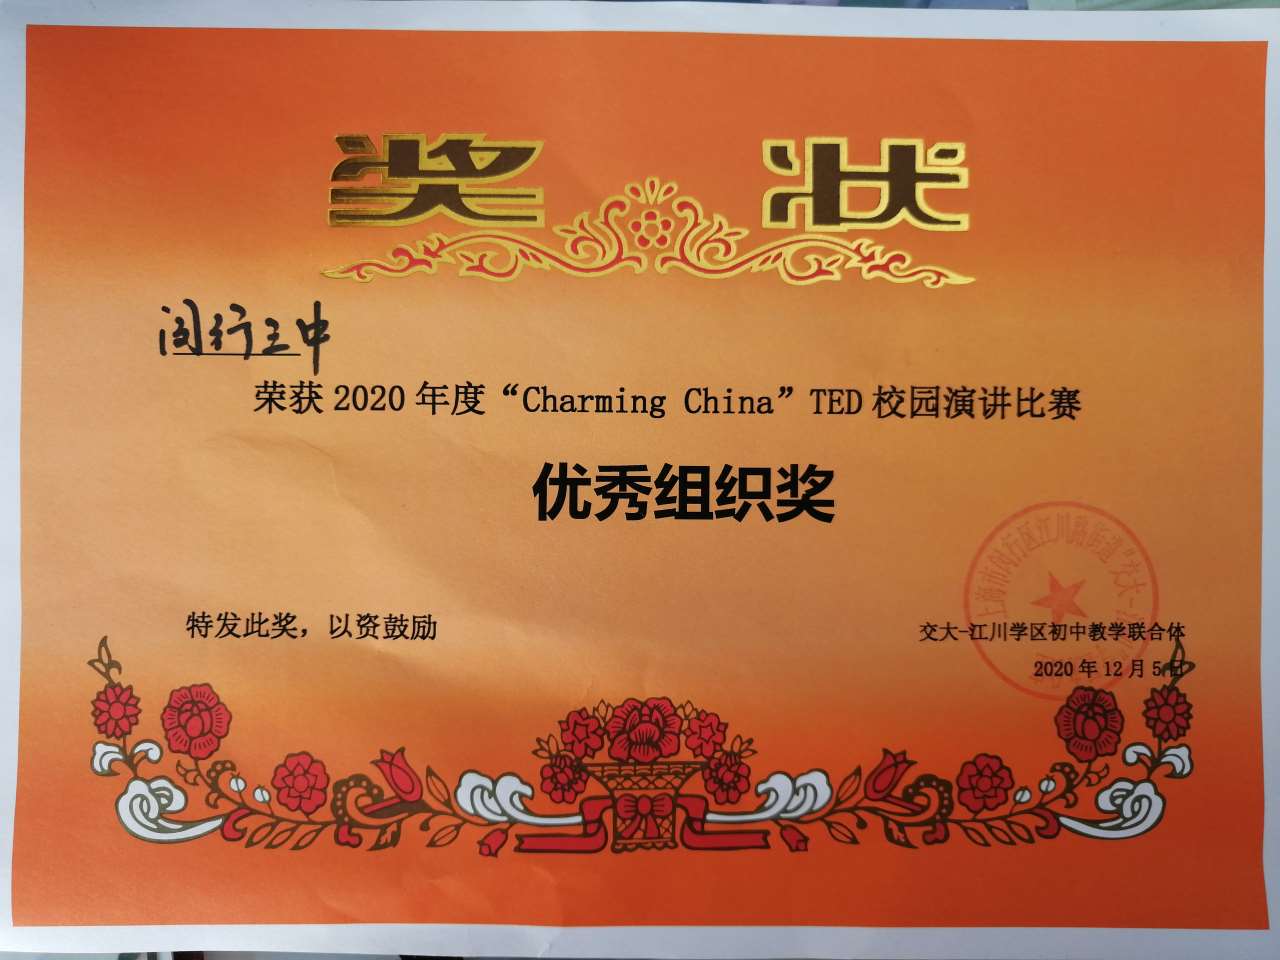 奖 状
闵行三中
荣获 2020 年度“Charming China”TED 校园演讲比赛
优秀组织奖
特发此奖，以资鼓励
上海市闵行区江川路街道“交大-
交大-江川学区初中教学联合体
2020 年 12 月 5 日